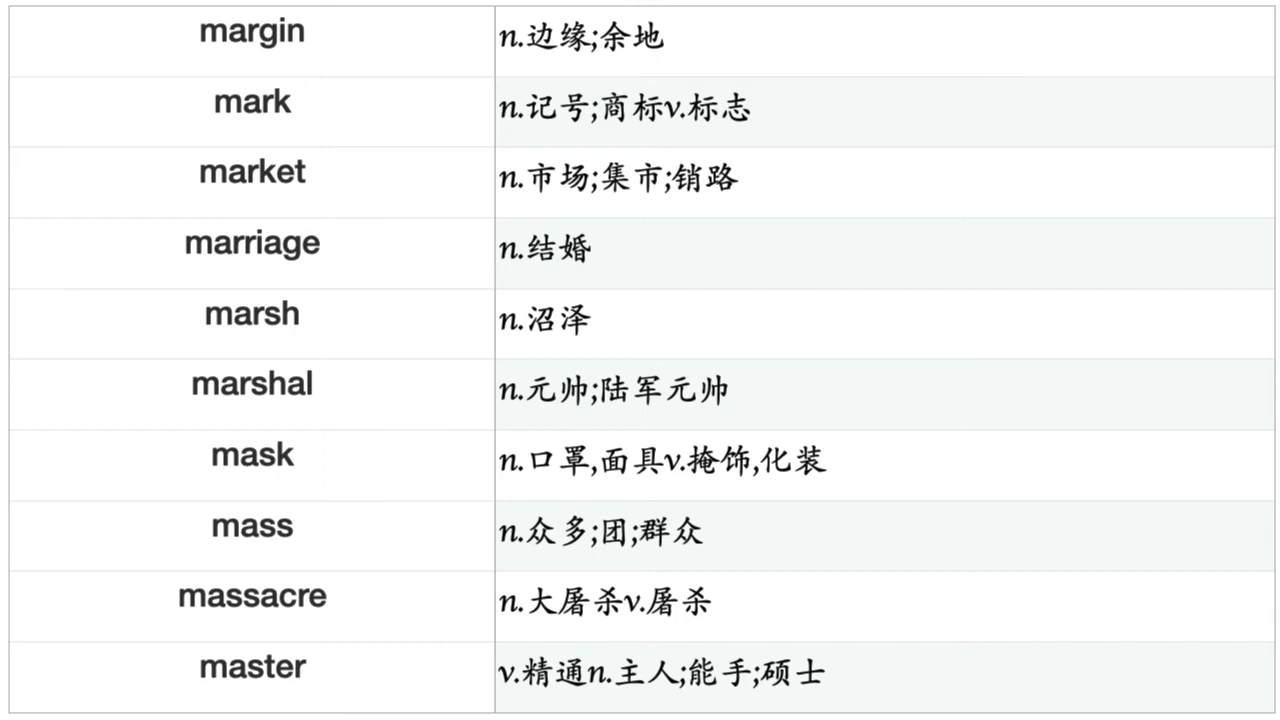 margin n.边缘;余地
mark n.记号;商标v.标志
market n.市场;集市;销路
marriage n.结婚
marsh n.沼泽
marshal n.元帅;陆军元帅
mask n.口罩,面具v.掩饰,化装
mass n.众多;团;群众
massacre n.大屠杀v.屠杀
master v.精通n.主人;能手;硕士